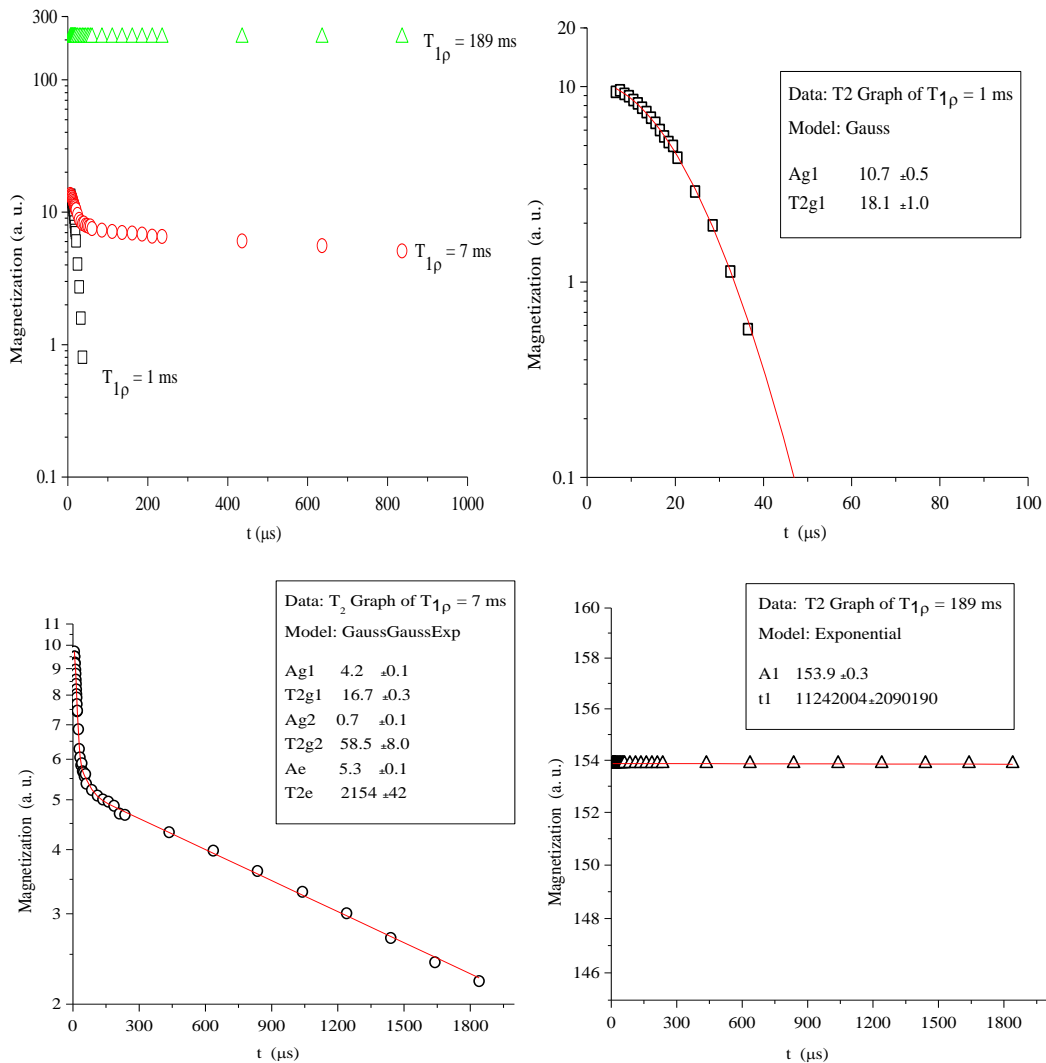 300
100
10
1
0.1
0
200
400
600
800
1000
Magnetization (a. u.)
t (μs)
T1ρ = 189 ms
T1ρ = 7 ms
T1ρ = 1 ms
20
10
1
0.1
0
20
40
60
80
100
Magnetization (a. u.)
t (μs)
Data: T2 Graph of T1ρ = 1 ms
Model: Gauss
Ag1 10.7 ±0.5
T2g1 18.1 ±1.0
11
10
9
8
7
6
5
4
3
2
0
300
600
900
1200
1500
1800
Magnetization (a. u.)
t (μs)
Data: T2 Graph of T1ρ = 7 ms
Model: GaussGaussExp
Ag1 4.2 ±0.1
T2g1 16.7 ±0.3
Ag2 0.7 ±0.1
T2g2 58.5 ±8.0
Ae 5.3 ±0.1
T2e 2154 ±42
160
158
156
154
152
150
148
146
0
300
600
900
1200
1500
1800
Magnetization (a. u.)
t (μs)
Data: T2 Graph of T1ρ = 189 ms
Model: Exponential
A1 153.9 ±0.3
t1 11242004±2090190